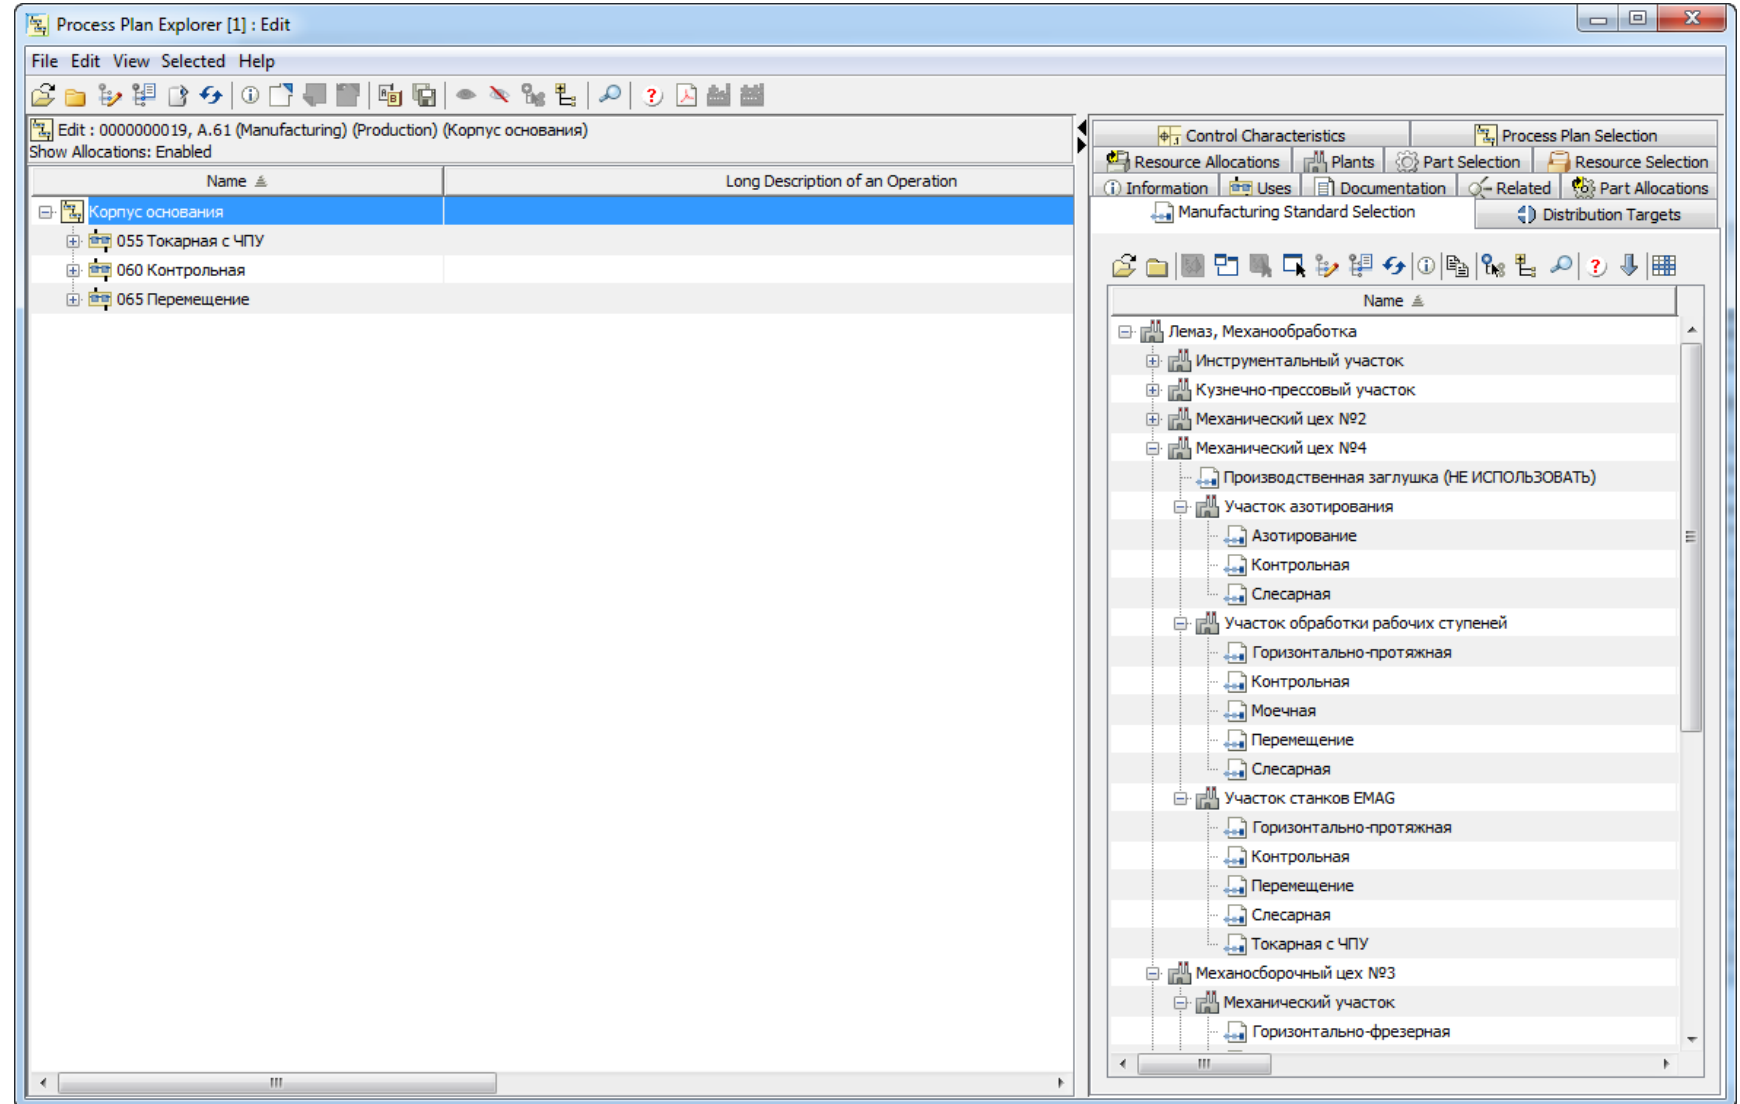 Process Plan Explorer [1] : Edit
File Edit View Selected Help
Edit : 0000000019, A.61 (Manufacturing) (Production) (Корпус основания)
Show Allocations: Enabled
Name
Long Description of an Operation
Корпус основания
055 Токарная с ЧПУ
060 Контрольная
065 Перемещение
Control Characteristics
Process Plan Selection
Resource Allocations
Plants
Part Selection
Resource Selection
Information
Uses
Documentation
Related
Part Allocations
Manufacturing Standard Selection
Distribution Targets
Name
Лемаз, Механообработка
Инструментальный участок
Кузнечно-прессовый участок
Механический цех №2
Механический цех №4
Производственная заглушка (НЕ ИСПОЛЬЗОВАТЬ)
Участок азотирования
Азотирование
Контрольная
Слесарная
Участок обработки рабочих ступеней
Горизонтально-протяжная
Контрольная
Моечная
Перемещение
Слесарная
Участок станков EMAG
Горизонтально-протяжная
Контрольная
Перемещение
Слесарная
Токарная с ЧПУ
Механосборочный цех №3
Механический участок
Горизонтально-фрезерная